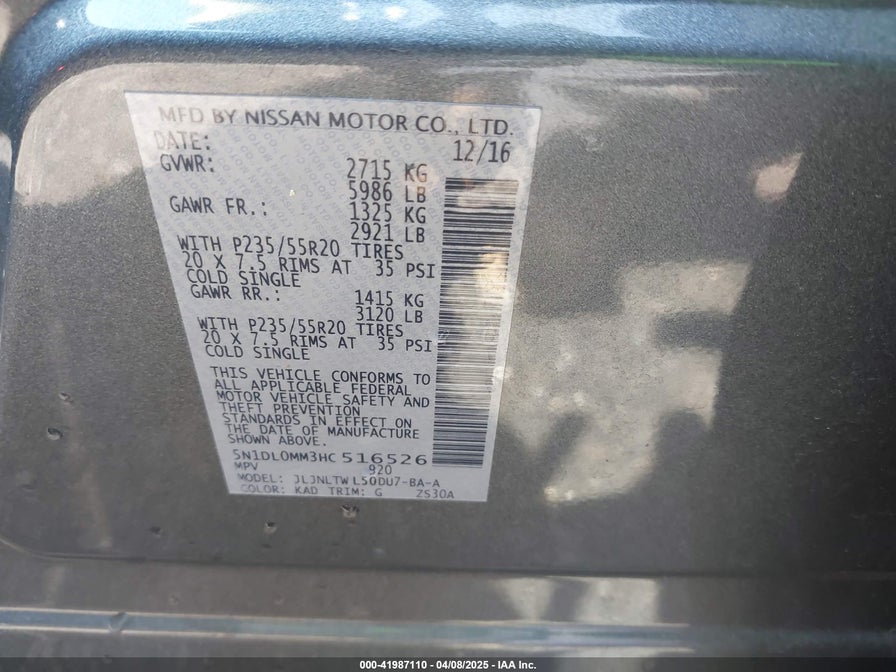 MFD BY NISSAN MOTOR CO., LTD.
DATE: 12/16
GVWR: 2715 KG
5986 LB
GAWR FR.: 1325 KG
2921 LB
WITH P235/55R20 TIRES
20 X 7.5 RIMS AT 35 PSI
COLD SINGLE
GAWR RR.: 1415 KG
3120 LB
WITH P235/55R20 TIRES
20 X 7.5 RIMS AT 35 PSI
COLD SINGLE
THIS VEHICLE CONFORMS TO
ALL APPLICABLE FEDERAL
MOTOR VEHICLE SAFETY AND
THEFT PREVENTION
STANDARDS IN EFFECT ON
THE DATE OF MANUFACTURE
SHOWN ABOVE.
5N1DL0MM3HC 516526
MPV 920
MODEL: JLJNLTW L50DU7-BA-A
COLOR: KAD TRIM: G ZS30A
000-41987110 - 04/08/2025 - IAA Inc.